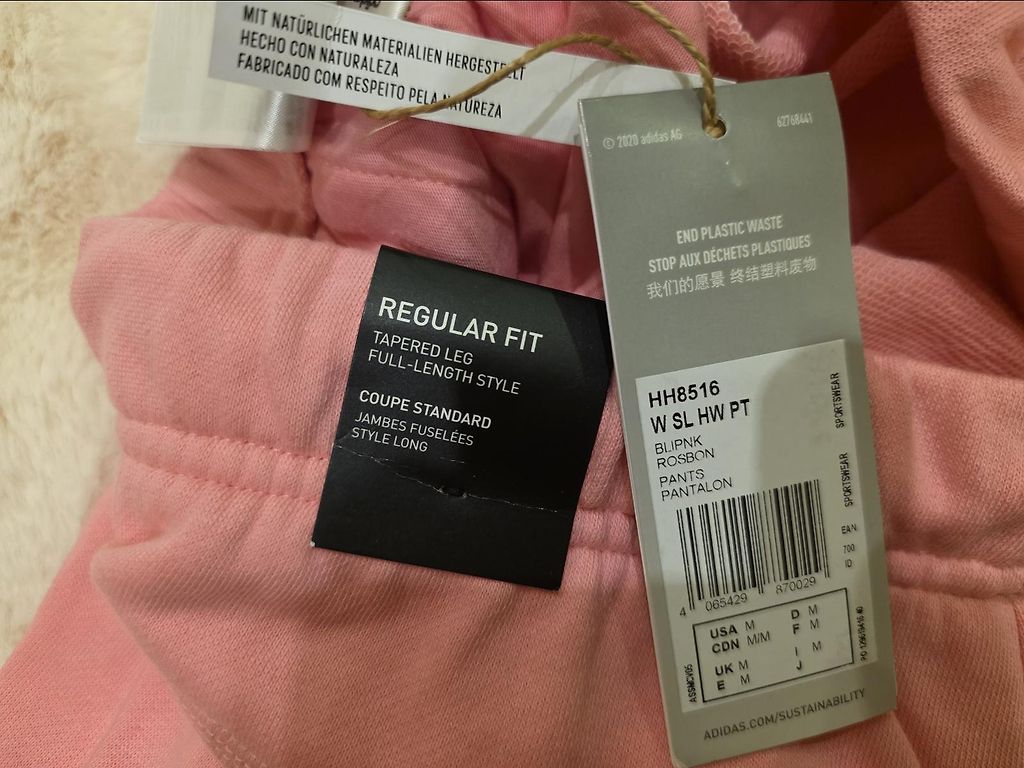 MIT NATÜRLICHEN MATERIALIEN HERGESTELLT
HECHO CON NATURALEZA
FABRICADO COM RESPEITO PELA NATUREZA
REGULAR FIT
TAPERED LEG
FULL-LENGTH STYLE
COUPE STANDARD
JAMBES FUSELÉES
STYLE LONG
© 2020 adidas AG
62768441
END PLASTIC WASTE
STOP AUX DÉCHETS PLASTIQUES
我们的愿景 终结塑料废物
HH8516
W SL HW PT
BLIPNK
ROSBON
PANTS
PANTALON
SPORTSWEAR
SPORTSWEAR
EAN
700
ID
4 065429 870029
USA M D M
CDN M/M F M
UK M I M
E M J
ADIDAS.COM/SUSTAINABILITY